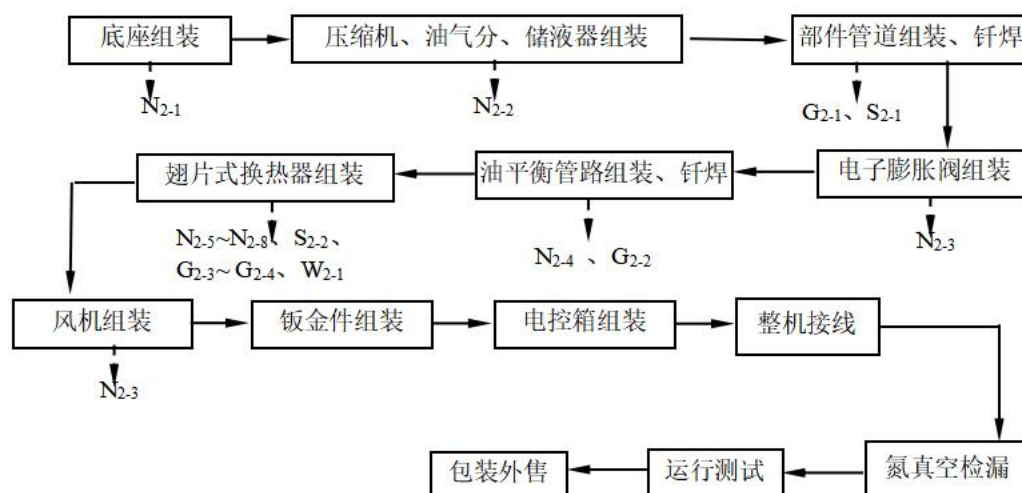 底座组装
压缩机、油气分、储液器组装
部件管道组装、钎焊
N2-1
N2-2
G2-1、S2-1
翅片式换热器组装
油平衡管路组装、钎焊
电子膨胀阀组装
N2-5~N2-8、S2-2、
G2-3~ G2-4、W2-1
N2-4 、G2-2
N2-3
风机组装
钣金件组装
电控箱组装
整机接线
N2-3
包装外售
运行测试
氮真空检漏